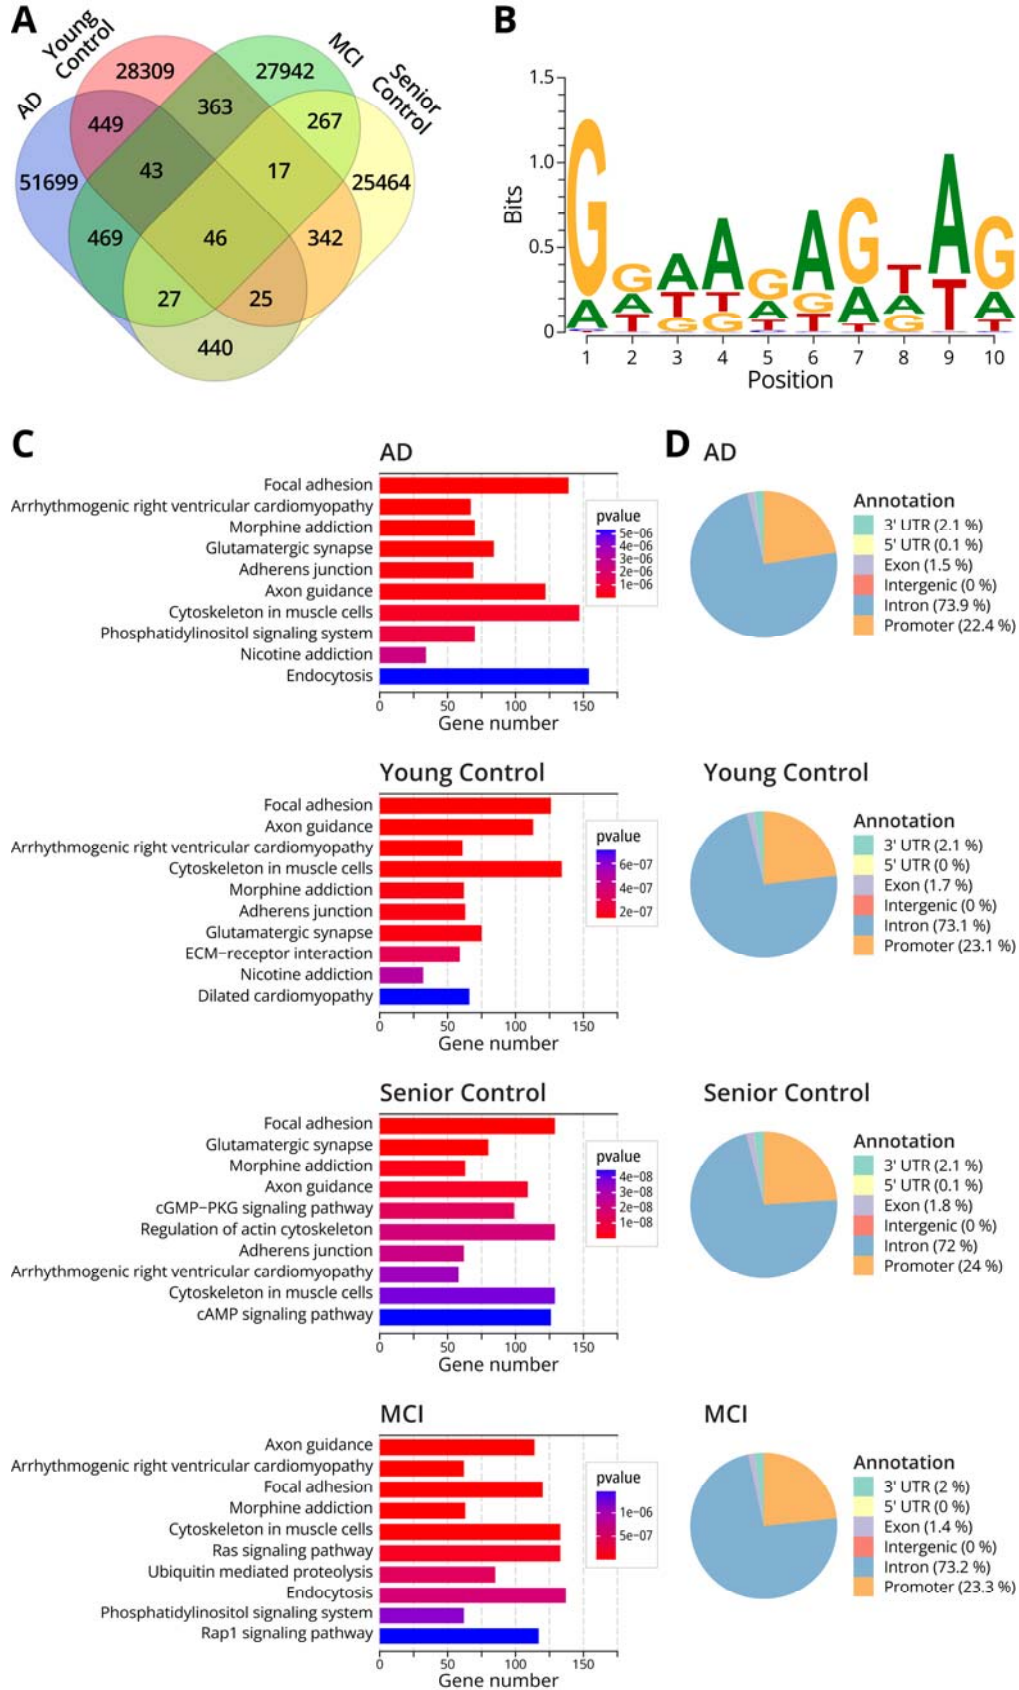 A
Young
Control
MCI
Senior
Control
AD
28309
27942
363
449
267
43
17
51699
25464
469
46
342
27
25
440
B
1.5
1.0
0.5
0
Bits
G A
G A T
A T G
A T G
G A T
A G T
G A T
T A G
A T
G A T
1 2 3 4 5 6 7 8 9 10
Position
C
AD
Focal adhesion
Arrhythmogenic right ventricular cardiomyopathy
Morphine addiction
Glutamatergic synapse
Adherens junction
Axon guidance
Cytoskeleton in muscle cells
Phosphatidylinositol signaling system
Nicotine addiction
Endocytosis
0 50 100 150
Gene number
pvalue
5e−06
4e−06
3e−06
2e−06
1e−06
Young Control
Focal adhesion
Axon guidance
Arrhythmogenic right ventricular cardiomyopathy
Cytoskeleton in muscle cells
Morphine addiction
Adherens junction
Glutamatergic synapse
ECM−receptor interaction
Nicotine addiction
Dilated cardiomyopathy
0 50 100 150
Gene number
pvalue
6e−07
4e−07
2e−07
Senior Control
Focal adhesion
Glutamatergic synapse
Morphine addiction
Axon guidance
cGMP−PKG signaling pathway
Regulation of actin cytoskeleton
Adherens junction
Arrhythmogenic right ventricular cardiomyopathy
Cytoskeleton in muscle cells
cAMP signaling pathway
0 50 100 150
Gene number
pvalue
4e−08
3e−08
2e−08
1e−08
MCI
Axon guidance
Arrhythmogenic right ventricular cardiomyopathy
Focal adhesion
Morphine addiction
Cytoskeleton in muscle cells
Ras signaling pathway
Ubiquitin mediated proteolysis
Endocytosis
Phosphatidylinositol signaling system
Rap1 signaling pathway
0 50 100 150
Gene number
pvalue
1e−06
5e−07
D
AD
Annotation
3' UTR (2.1 %)
5' UTR (0.1 %)
Exon (1.5 %)
Intergenic (0 %)
Intron (73.9 %)
Promoter (22.4 %)
Young Control
Annotation
3' UTR (2.1 %)
5' UTR (0 %)
Exon (1.7 %)
Intergenic (0 %)
Intron (73.1 %)
Promoter (23.1 %)
Senior Control
Annotation
3' UTR (2.1 %)
5' UTR (0.1 %)
Exon (1.8 %)
Intergenic (0 %)
Intron (72 %)
Promoter (24 %)
MCI
Annotation
3' UTR (2 %)
5' UTR (0 %)
Exon (1.4 %)
Intergenic (0 %)
Intron (73.2 %)
Promoter (23.3 %)